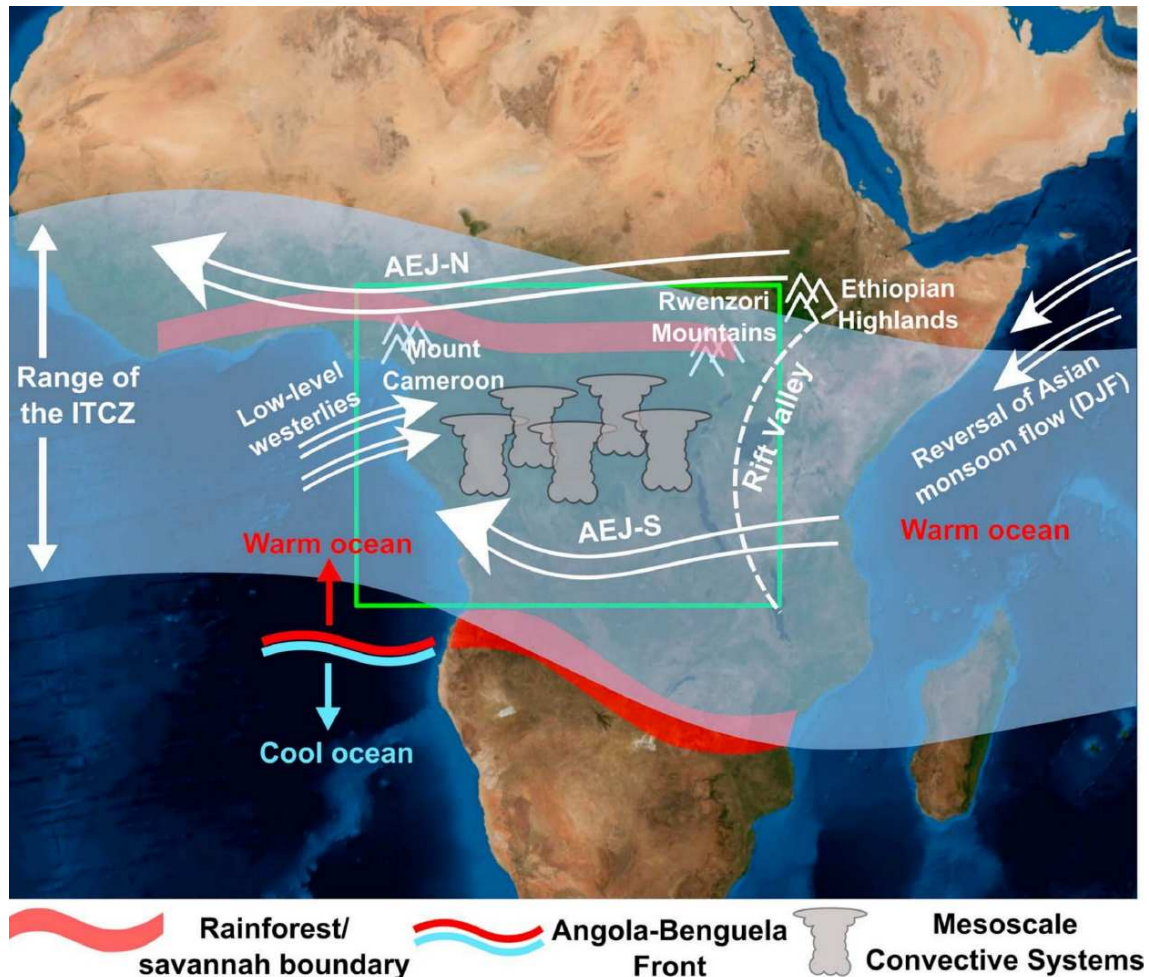 AEJ-N
Rwenzori
Mountains
Ethiopian
Highlands
Mount
Cameroon
Range of
the ITCZ
Low-level
westerlies
Rift Valley
Reversal of Asian
monsoon flow (DJF)
AEJ-S
Warm ocean
Warm ocean
Cool ocean
Rainforest/
savannah boundary
Angola-Benguela
Front
Mesoscale
Convective Systems